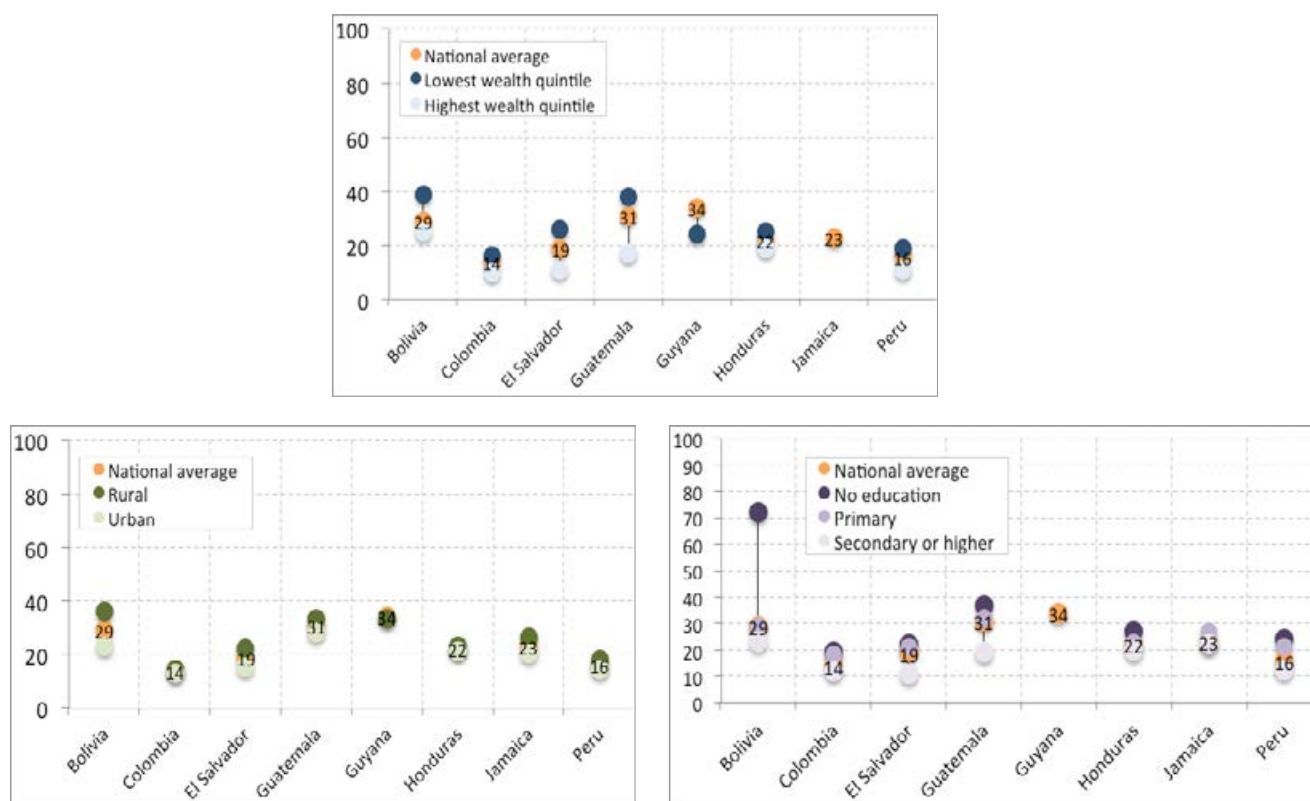 100
80
60
40
20
0
National average
Lowest wealth quintile
Highest wealth quintile
29
14
19
31
34
22
23
16
Bolivia
Colombia
El Salvador
Guatemala
Guyana
Honduras
Jamaica
Peru
100
80
60
40
20
0
National average
Rural
Urban
29
14
19
31
34
22
23
16
Bolivia
Colombia
El Salvador
Guatemala
Guyana
Honduras
Jamaica
Peru
100
90
80
70
60
50
40
30
20
10
0
National average
No education
Primary
Secondary or higher
29
14
19
31
34
22
23
16
Bolivia
Colombia
El Salvador
Guatemala
Guyana
Honduras
Jamaica
Peru